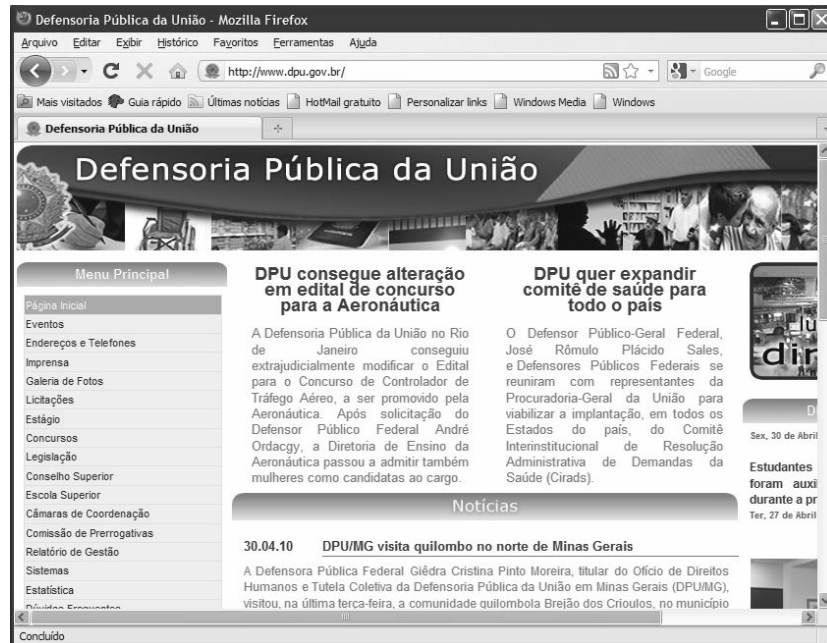 Defensoria Pública da União - Mozilla Firefox
Arquivo Editar Exibir Histórico Favoritos Ferramentas Ajuda
http://www.dpu.gov.br/ Google
Mais visitados Guia rápido Últimas notícias HotMail gratuito Personalizar links Windows Media Windows
Defensoria Pública da União
Defensoria Pública da União
Menu Principal
Página Inicial
Eventos
Endereços e Telefones
Imprensa
Galeria de Fotos
Licitações
Estágio
Concursos
Legislação
Conselho Superior
Escola Superior
Câmaras de Coordenação
Comissão de Prerrogativas
Relatório de Gestão
Sistemas
Estatística
Dúvidas Frequentes
DPU consegue alteração
em edital de concurso
para a Aeronáutica
A Defensoria Pública da União no Rio
de Janeiro conseguiu
extrajudicialmente modificar o Edital
para o Concurso de Controlador de
Tráfego Aéreo, a ser promovido pela
Aeronáutica. Após solicitação do
Defensor Público Federal André
Ordacgy, a Diretoria de Ensino da
Aeronáutica passou a admitir também
mulheres como candidatas ao cargo.
DPU quer expandir
comitê de saúde para
todo o país
O Defensor Público-Geral Federal,
José Rômulo Plácido Sales,
e Defensores Públicos Federais se
reuniram com representantes da
Procuradoria-Geral da União para
viabilizar a implantação, em todos os
Estados do país, do Comitê
Interinstitucional de Resolução
Administrativa de Demandas da
Saúde (Cirads).
Notícias
30.04.10 DPU/MG visita quilombo no norte de Minas Gerais
A Defensora Pública Federal Giêdra Cristina Pinto Moreira, titular do Ofício de Direitos
Humanos e Tutela Coletiva da Defensoria Pública da União em Minas Gerais (DPU/MG),
visitou, na última terça-feira, a comunidade quilombola Brejão dos Crioulos, no município
lu
dir
D
Sex, 30 de Abril
Estudantes
foram auxi
durante a pr
Ter, 27 de Abril
Concluído